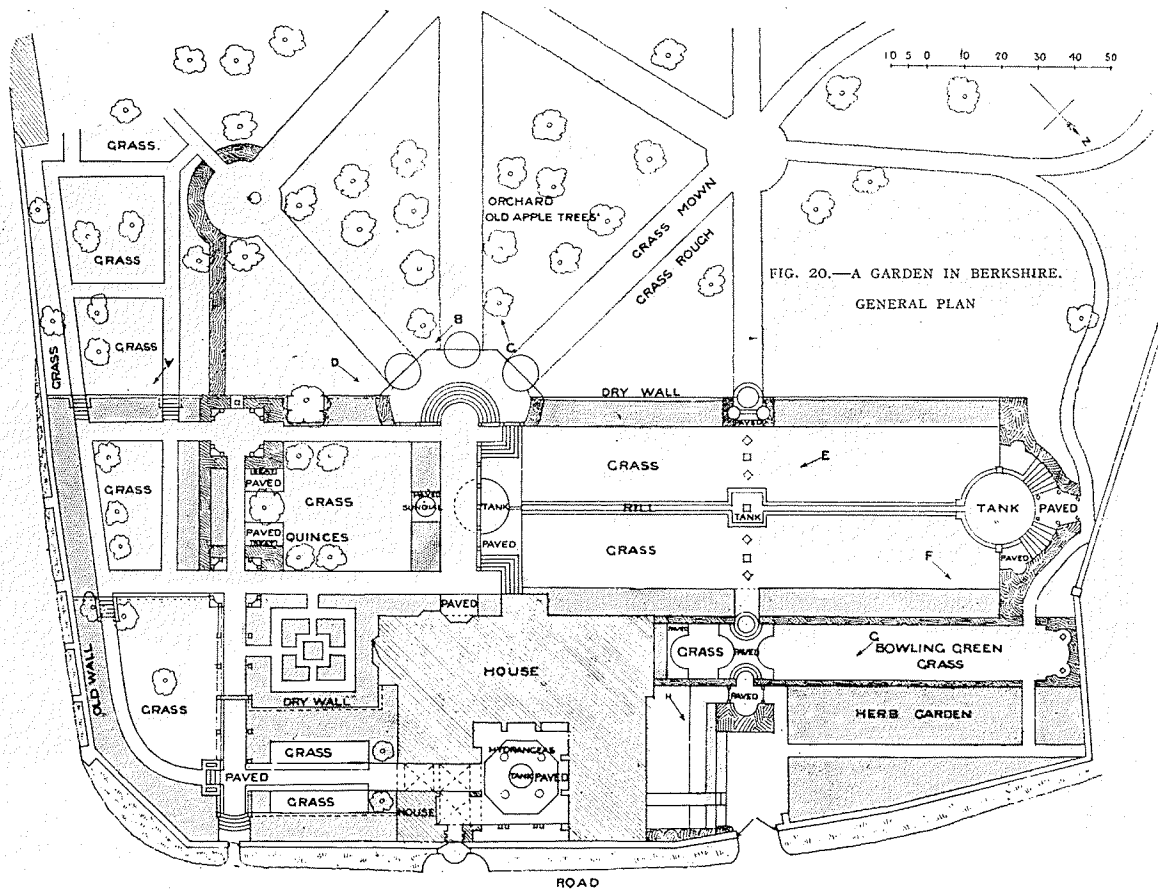 10 5 0 10 20 30 40 50
N
GRASS.
ORCHARD
OLD APPLE TREES
GRASS MOWN
GRASS ROUGH
FIG. 20.—A GARDEN IN BERKSHIRE.
GENERAL PLAN
GRASS
GRASS
GRASS
A
B
C
D
DRY WALL
PAVED
GRASS
SEAT
PAVED
GRASS
PAVED
SUNDIAL
TANK
PAVED
GRASS
E
RILL
TANK
TANK
PAVED
PAVED
PAVED
SEAT
QUINCES
GRASS
F
OLD WALL
GRASS
PAVED
HOUSE
DRY WALL
PAVED
GRASS
PAVED
G
BOWLING GREEN
GRASS
H
PAVED
HERB GARDEN
GRASS
HYDRANGEAS
PAVED
TANK
PAVED
GRASS
HOUSE
ROAD